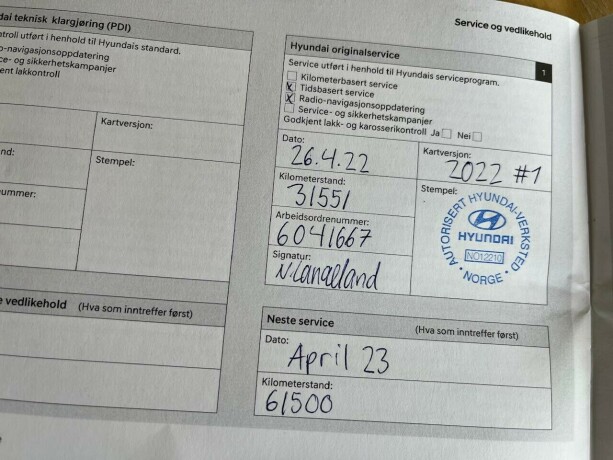 Service og vedlikehold
dai teknisk klargjøring (PDI)
ntroll utført i henhold til Hyundais standard.
o-navigasjonsoppdatering
ce- og sikkerhetskampanjer
jent lakkontroll
Kartversjon:
nd:
Stempel:
nummer:
e vedlikehold (Hva som inntreffer først)
Hyundai originalservice
1
Service utført i henhold til Hyundais serviceprogram.
Kilometerbasert service
X Tidsbasert service
X Radio-navigasjonsoppdatering
Service- og sikkerhetskampanjer
Godkjent lakk- og karosserikontroll Ja Nei
Dato:
26.4.22
Kartversjon:
2022 #1
Kilometerstand:
31551
Stempel:
AUTORISERT HYUNDAI-VERKSTED
HYUNDAI
NO12210
· NORGE ·
Arbeidsordrenummer:
6041667
Signatur:
N.Langeland
Neste service (Hva som inntreffer først)
Dato:
April 23
Kilometerstand:
61500